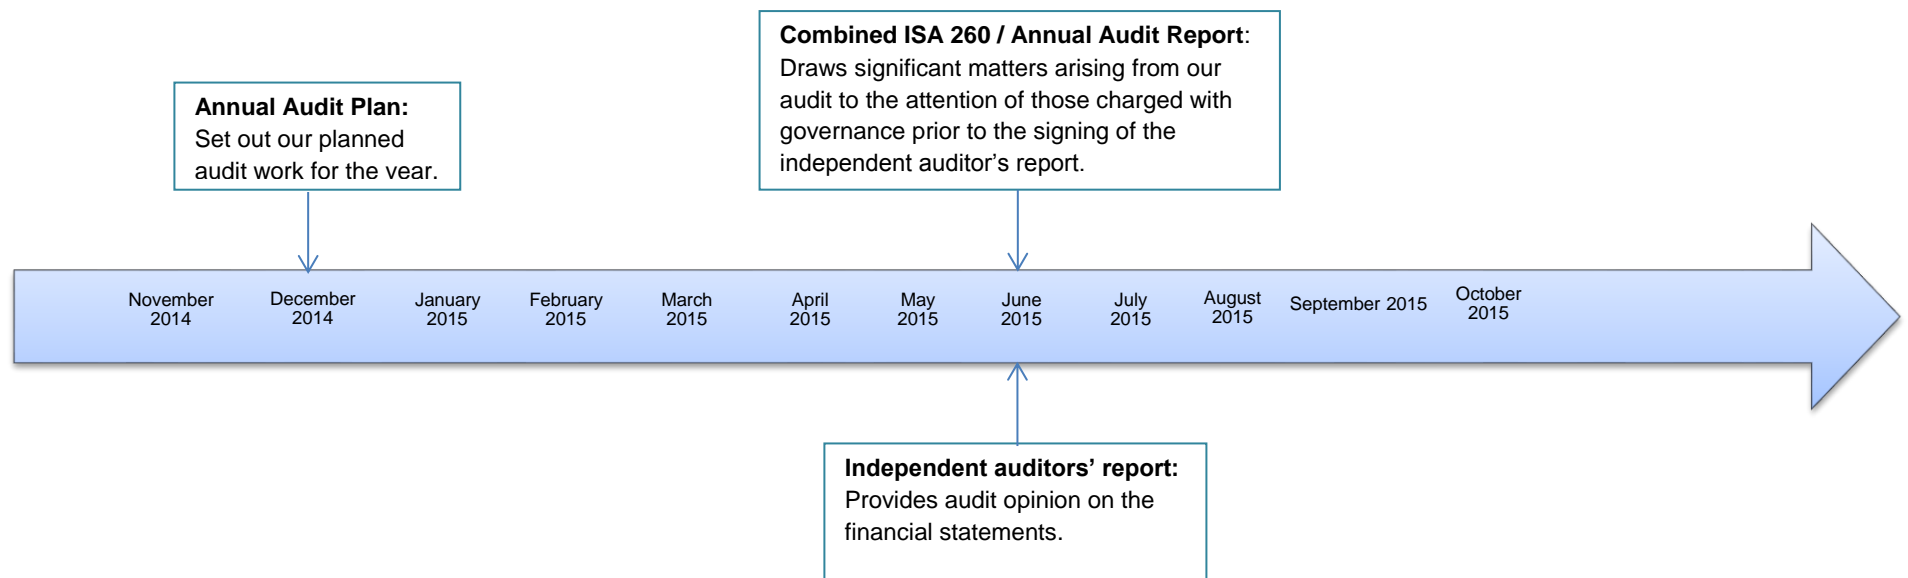 Combined ISA 260 / Annual Audit Report:
Draws significant matters arising from our
audit to the attention of those charged with
governance prior to the signing of the
independent auditor’s report.
Annual Audit Plan:
Set out our planned
audit work for the year.
November
2014
December
2014
January
2015
February
2015
March
2015
April
2015
May
2015
June
2015
July
2015
August
2015
September 2015
October
2015
Independent auditors’ report:
Provides audit opinion on the
financial statements.